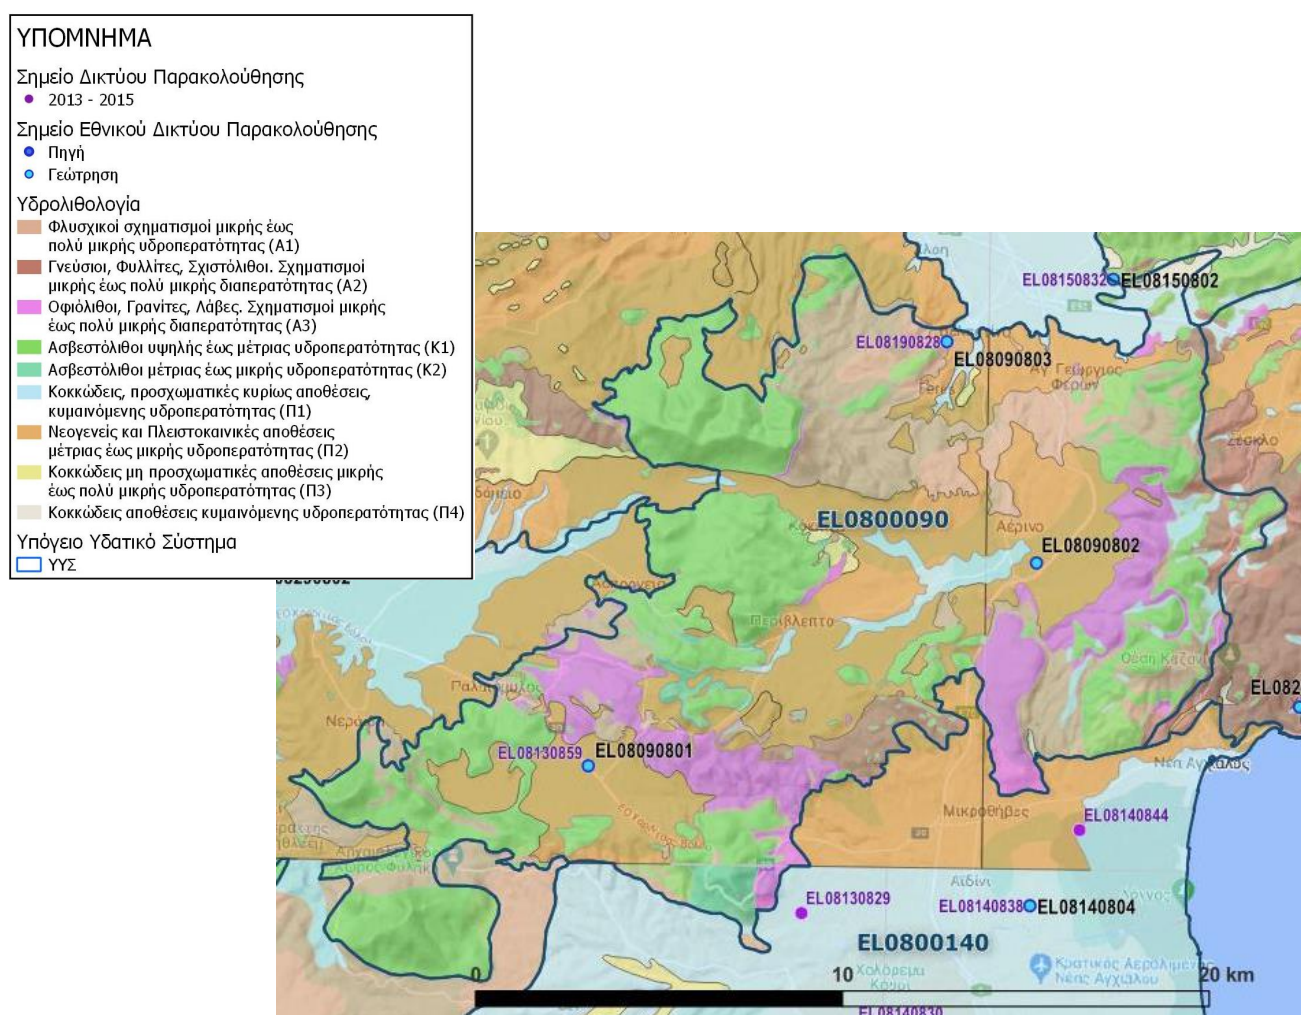 ΥΠΟΜΝΗΜΑ
Σημείο Δικτύου Παρακολούθησης
2013 - 2015
Σημείο Εθνικού Δικτύου Παρακολούθησης
Πηγή
Γεώτρηση
Υδρολιθολογία
Φλυσχικοί σχηματισμοί μικρής έως
πολύ μικρής υδροπερατότητας (Α1)
Γνεύσιοι, Φυλλίτες, Σχιστόλιθοι. Σχηματισμοί
μικρής έως πολύ μικρής διαπερατότητας (Α2)
Οφιόλιθοι, Γρανίτες, Λάβες. Σχηματισμοί μικρής
έως πολύ μικρής διαπερατότητας (Α3)
Ασβεστόλιθοι υψηλής έως μέτριας υδροπερατότητας (Κ1)
Ασβεστόλιθοι μέτριας έως μικρής υδροπερατότητας (Κ2)
Κοκκώδεις, προσχωματικές κυρίως αποθέσεις,
κυμαινόμενης υδροπερατότητας (Π1)
Νεογενείς και Πλειστοκαινικές αποθέσεις
μέτριας έως μικρής υδροπερατότητας (Π2)
Κοκκώδεις μη προσχωματικές αποθέσεις μικρής
έως πολύ μικρής υδροπερατότητας (Π3)
Κοκκώδεις αποθέσεις κυμαινόμενης υδροπερατότητας (Π4)
Υπόγειο Υδατικό Σύστημα
ΥΥΣ
EL08150832 EL08150802
EL08190828
EL08090803
Αγ Γεώργιος
Φερών
Feres
Σέσκλο
EL0800090
Αέρινο
EL08090802
Περίβλεπτο
EL082
Νέα Αγχίαλος
EL08130859 EL08090801
Μικροθήβες
EL08140844
Αϊδίνι
EL08130829
EL08140838 EL08140804
EL0800140
Κρατικός Αερολιμένας
Νέας Αγχιάλου
0 10 20 km
EL08140830